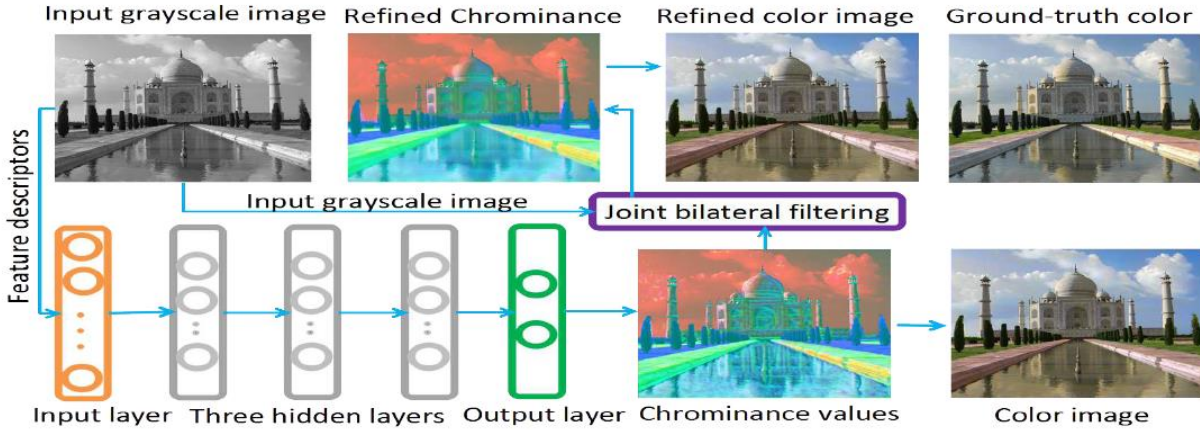 Input grayscale image
Refined Chrominance
Refined color image
Ground-truth color
Feature descriptors
Input grayscale image
Joint bilateral filtering
Input layer
Three hidden layers
Output layer
Chrominance values
Color image